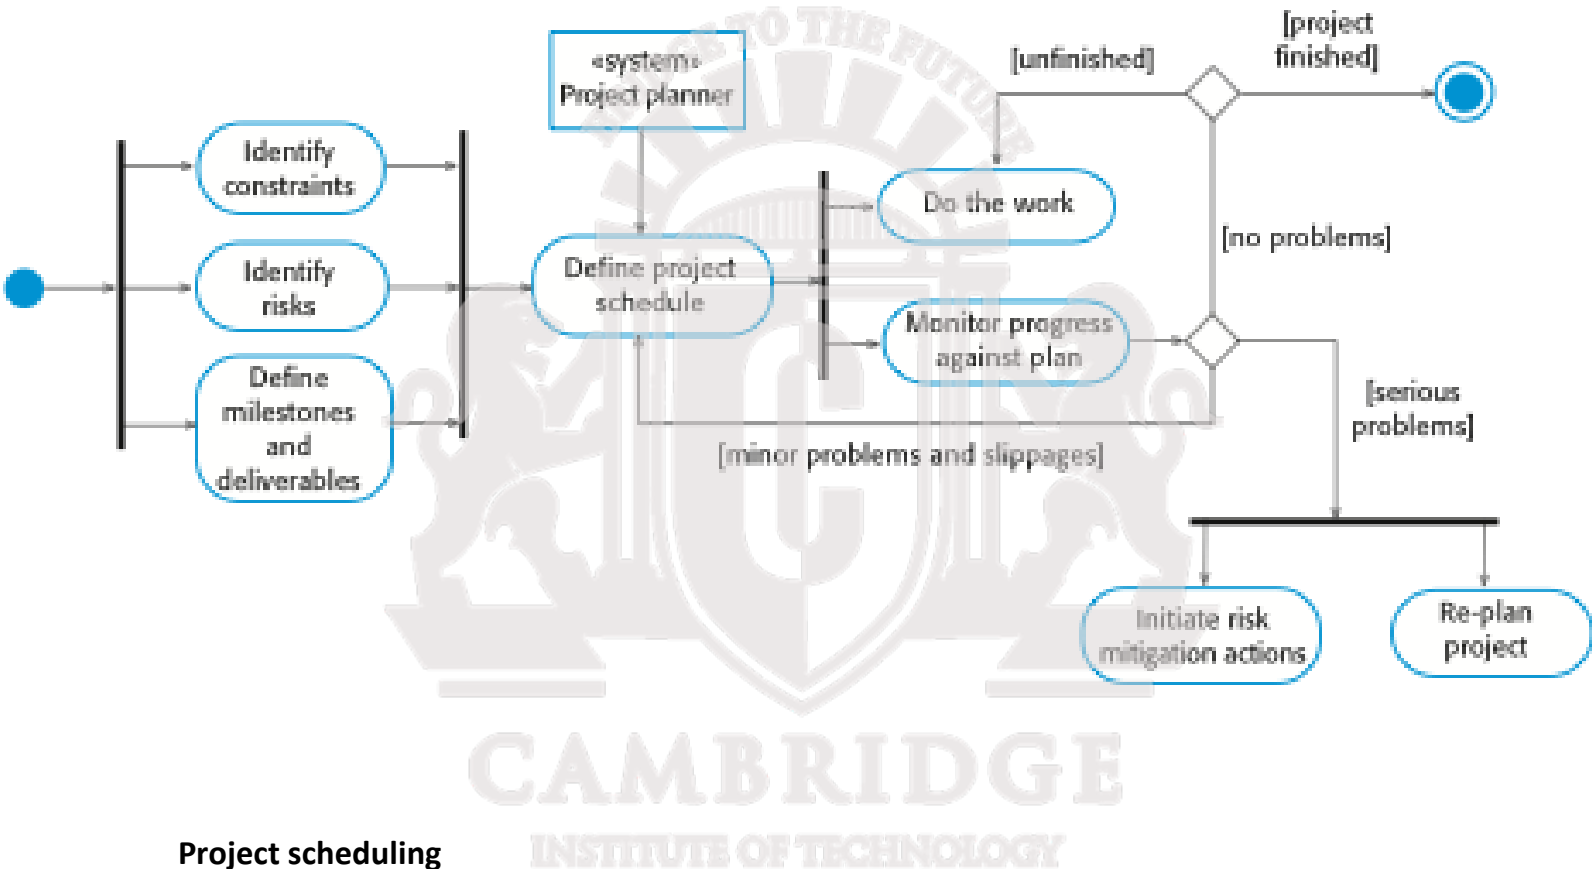 Identify
constraints
Identify
risks
Define
milestones
and
deliverables
«system»
Project planner
Define project
schedule
[unfinished]
[project
finished]
Do the work
[no problems]
Monitor progress
against plan
[minor problems and slippages]
[serious
problems]
Initiate risk
mitigation actions
Re-plan
project
CAMBRIDGE
INSTITUTE OF TECHNOLOGY
Project scheduling